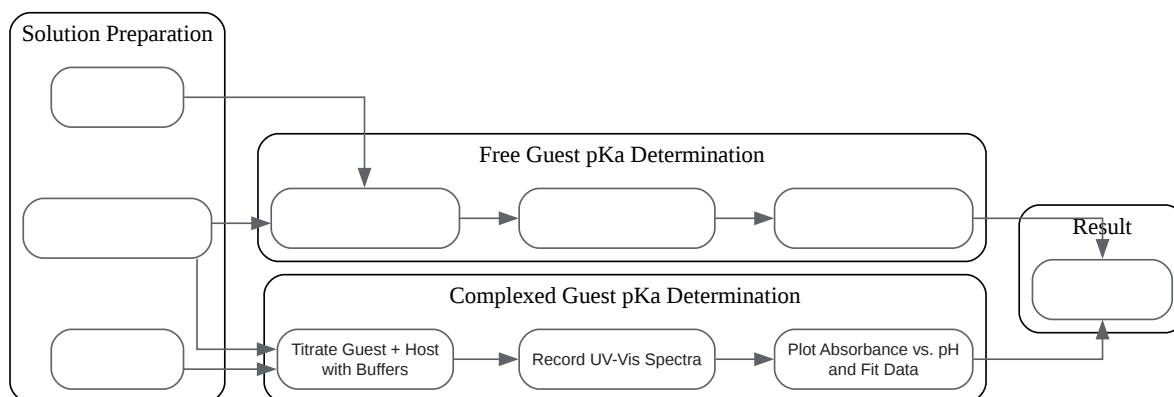 Solution Preparation
Free Guest pKa Determination
Result
Complexed Guest pKa Determination
Titrate Guest + Host
with Buffers
Record UV-Vis Spectra
Plot Absorbance vs. pH
and Fit Data